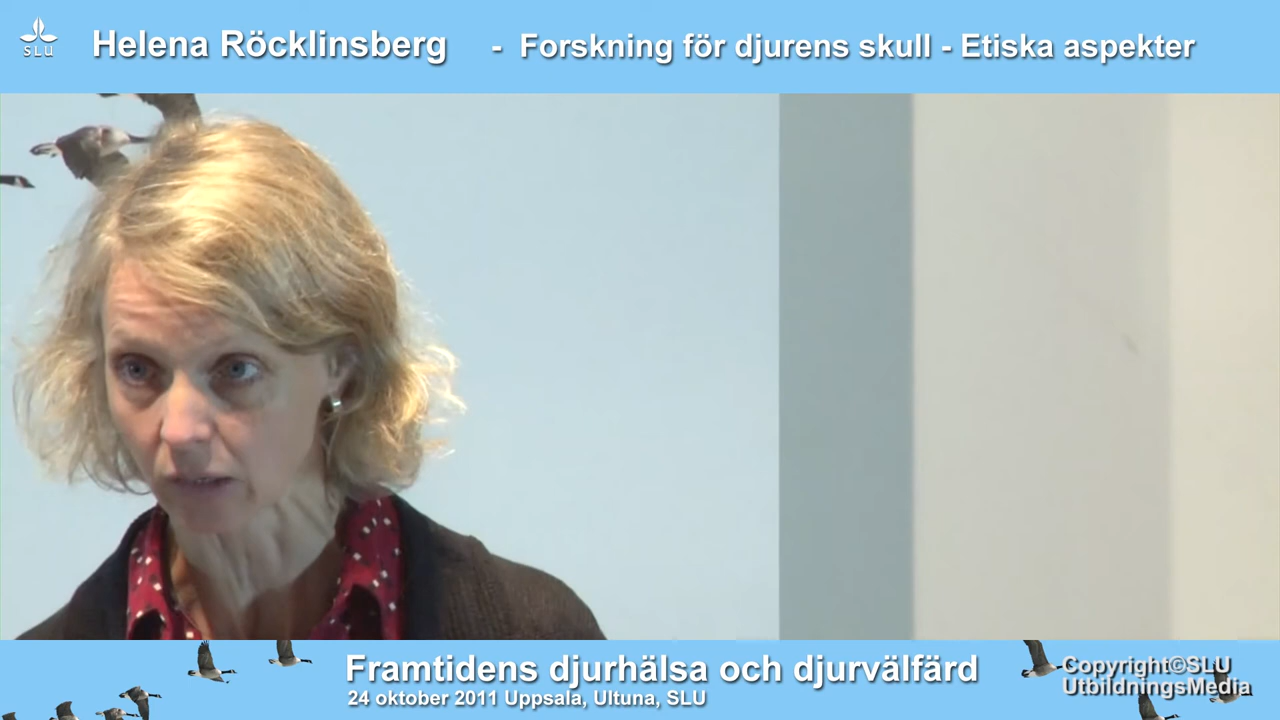 SLU
Helena Röcklinsberg - Forskning för djurens skull - Etiska aspekter
Framtidens djurhälsa och djurvälfärd
24 oktober 2011 Uppsala, Ultuna, SLU
Copyright©SLU
UtbildningsMedia